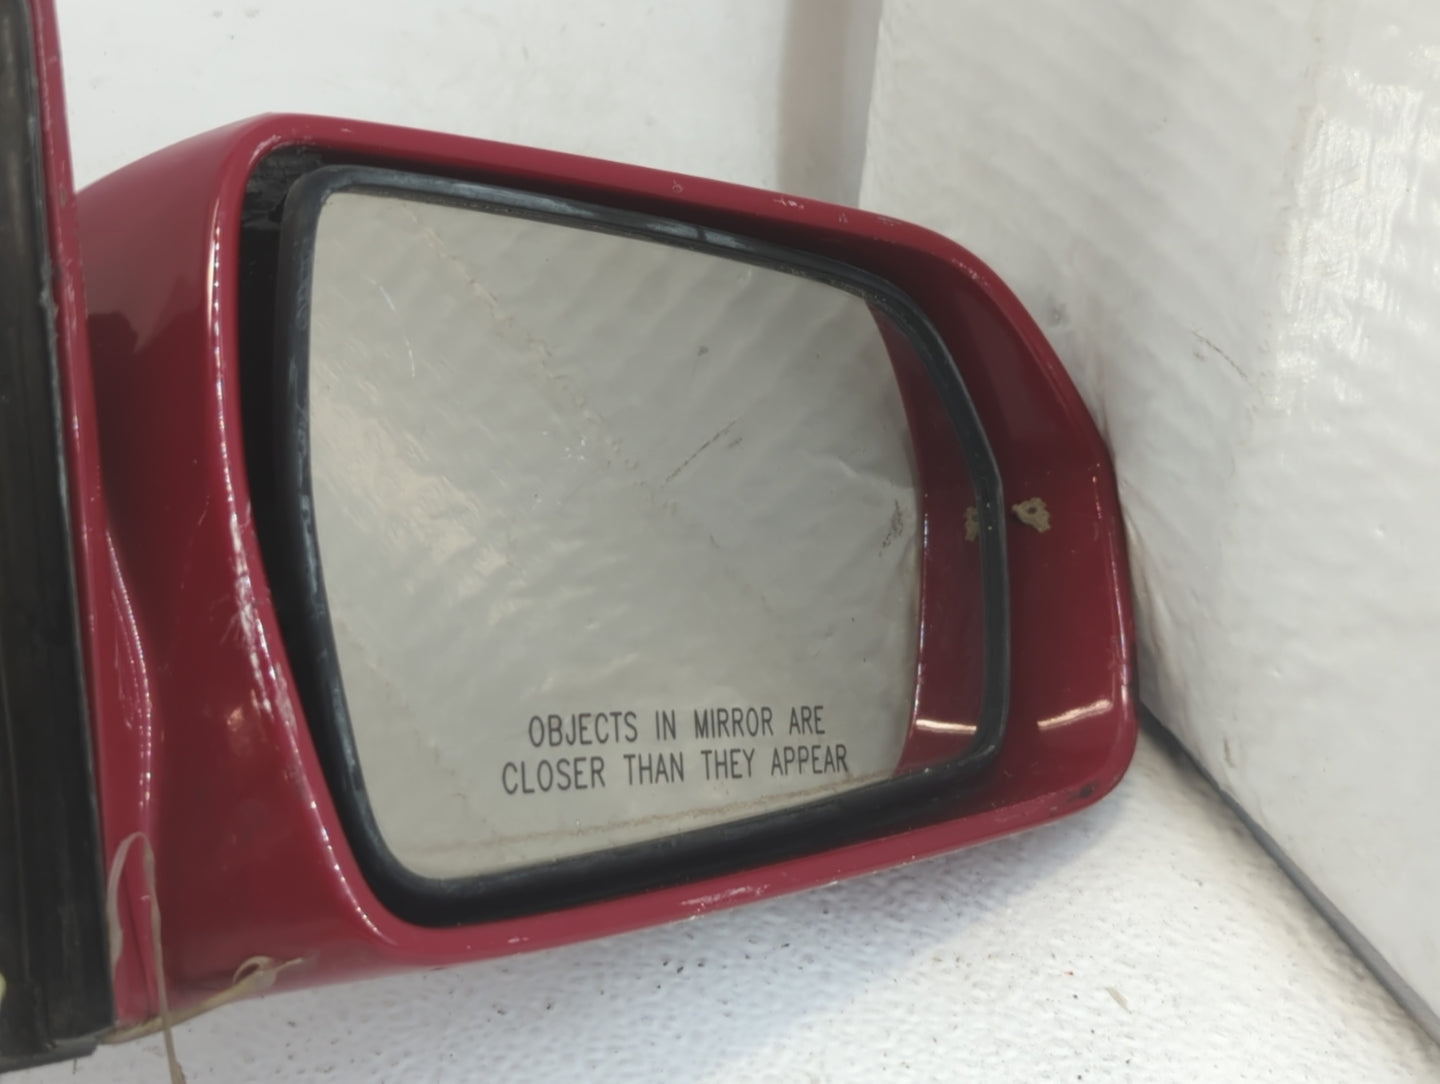 OBJECTS IN MIRROR ARE
CLOSER THAN THEY APPEAR